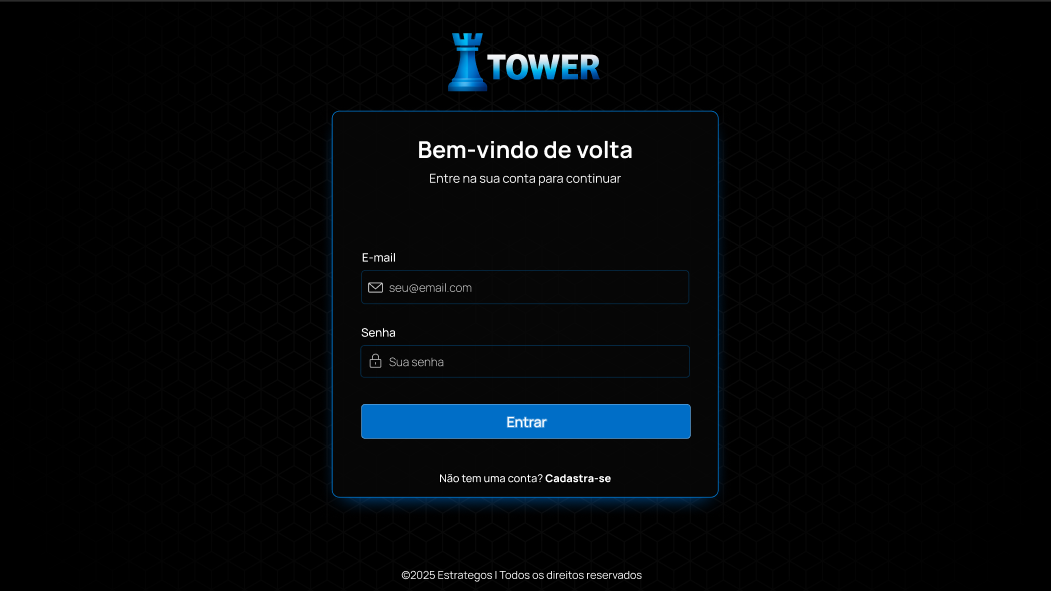 TOWER
Bem-vindo de volta
Entre na sua conta para continuar
E-mail
seu@email.com
Senha
Sua senha
Entrar
Não tem uma conta? Cadastra-se
©2025 Estrategos | Todos os direitos reservados